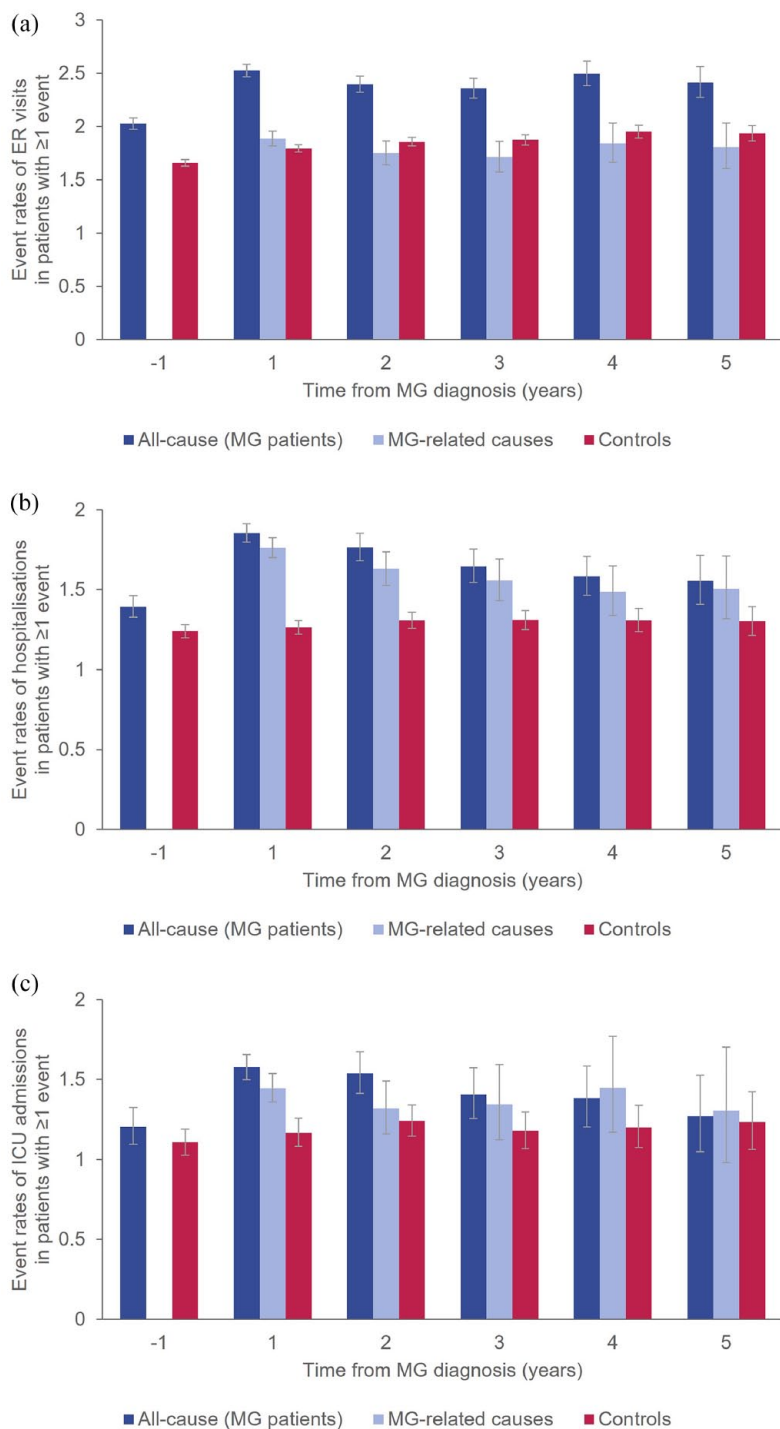 (a)
Event rates of ER visits
in patients with ≥1 event
3
2.5
2
1.5
1
0.5
0
-1 1 2 3 4 5
Time from MG diagnosis (years)
All-cause (MG patients) MG-related causes Controls
(b)
Event rates of hospitalisations
in patients with ≥1 event
2
1.5
1
0.5
0
-1 1 2 3 4 5
Time from MG diagnosis (years)
All-cause (MG patients) MG-related causes Controls
(c)
Event rates of ICU admissions
in patients with ≥1 event
2
1.5
1
0.5
0
-1 1 2 3 4 5
Time from MG diagnosis (years)
All-cause (MG patients) MG-related causes Controls